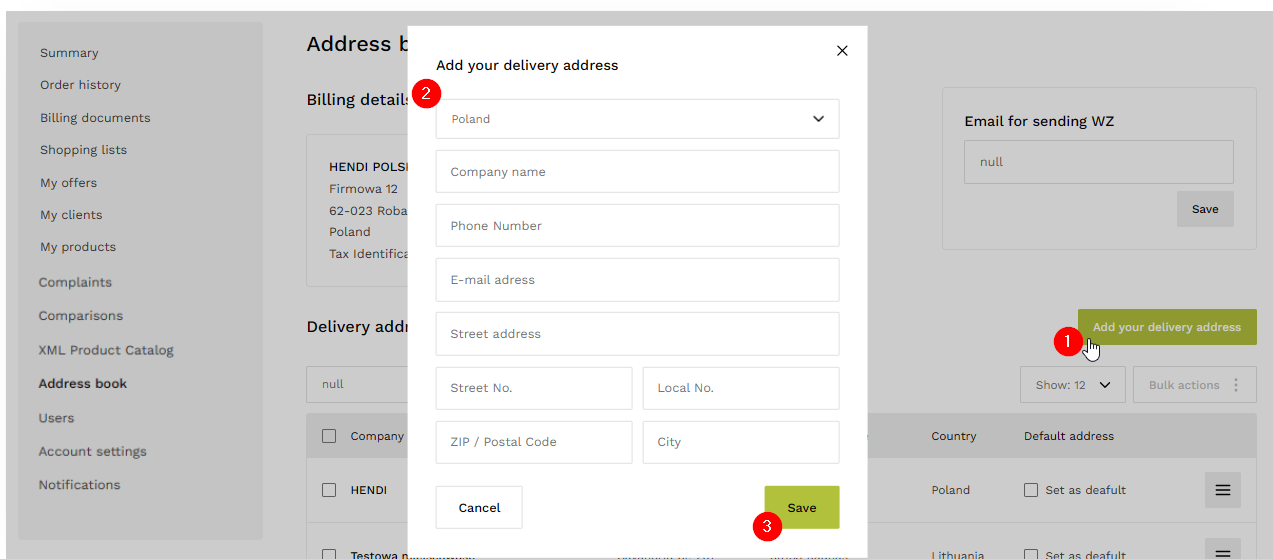 Summary
Order history
Billing documents
Shopping lists
My offers
My clients
My products
Complaints
Comparisons
XML Product Catalog
Address book
Users
Account settings
Notifications
Address b
Billing details
HENDI POLS
Firmowa 12
62-023 Roba
Poland
Tax Identifica
Email for sending WZ
null
Save
Delivery addr
1
Add your delivery address
null
Show: 12
Bulk actions
Company
Country
Default address
HENDI
Poland
Set as deafult
Testowa
Lithuania
Set as deafult
Add your delivery address
2
Poland
Company name
Phone Number
E-mail adress
Street address
Street No.
Local No.
ZIP / Postal Code
City
Cancel
Save
3